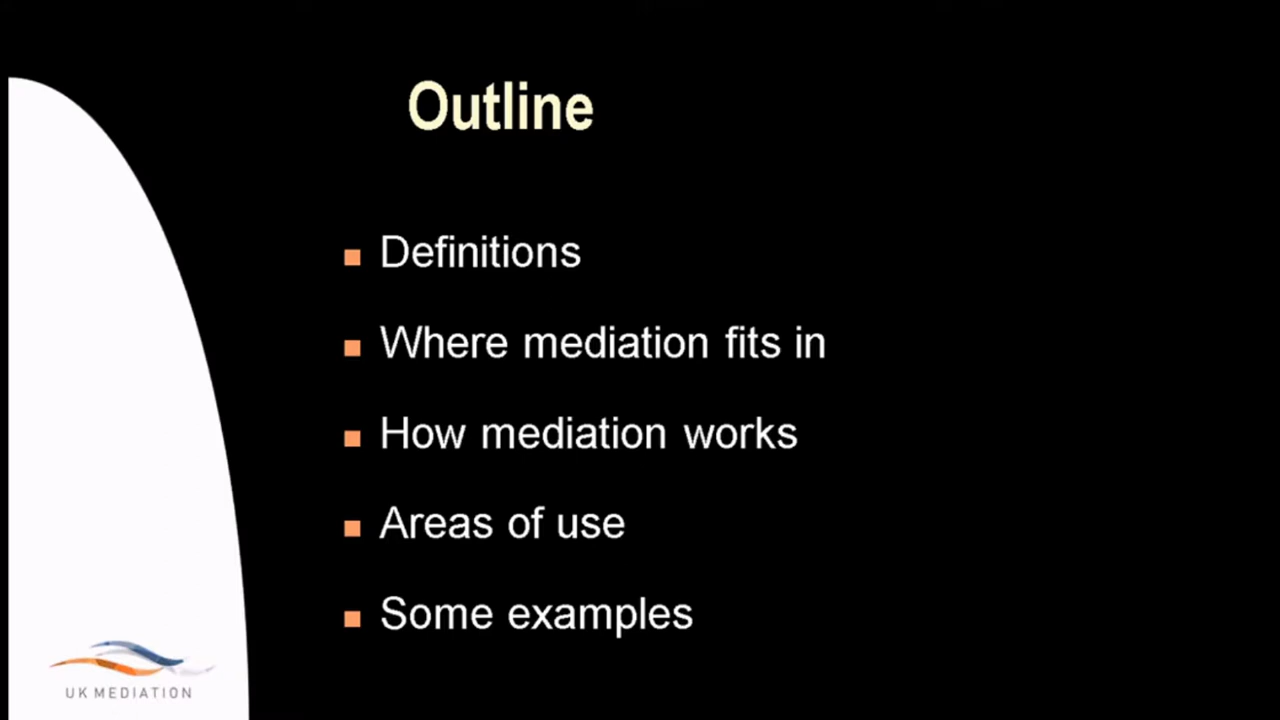 Outline
Definitions
Where mediation fits in
How mediation works
Areas of use
Some examples
UK MEDIATION